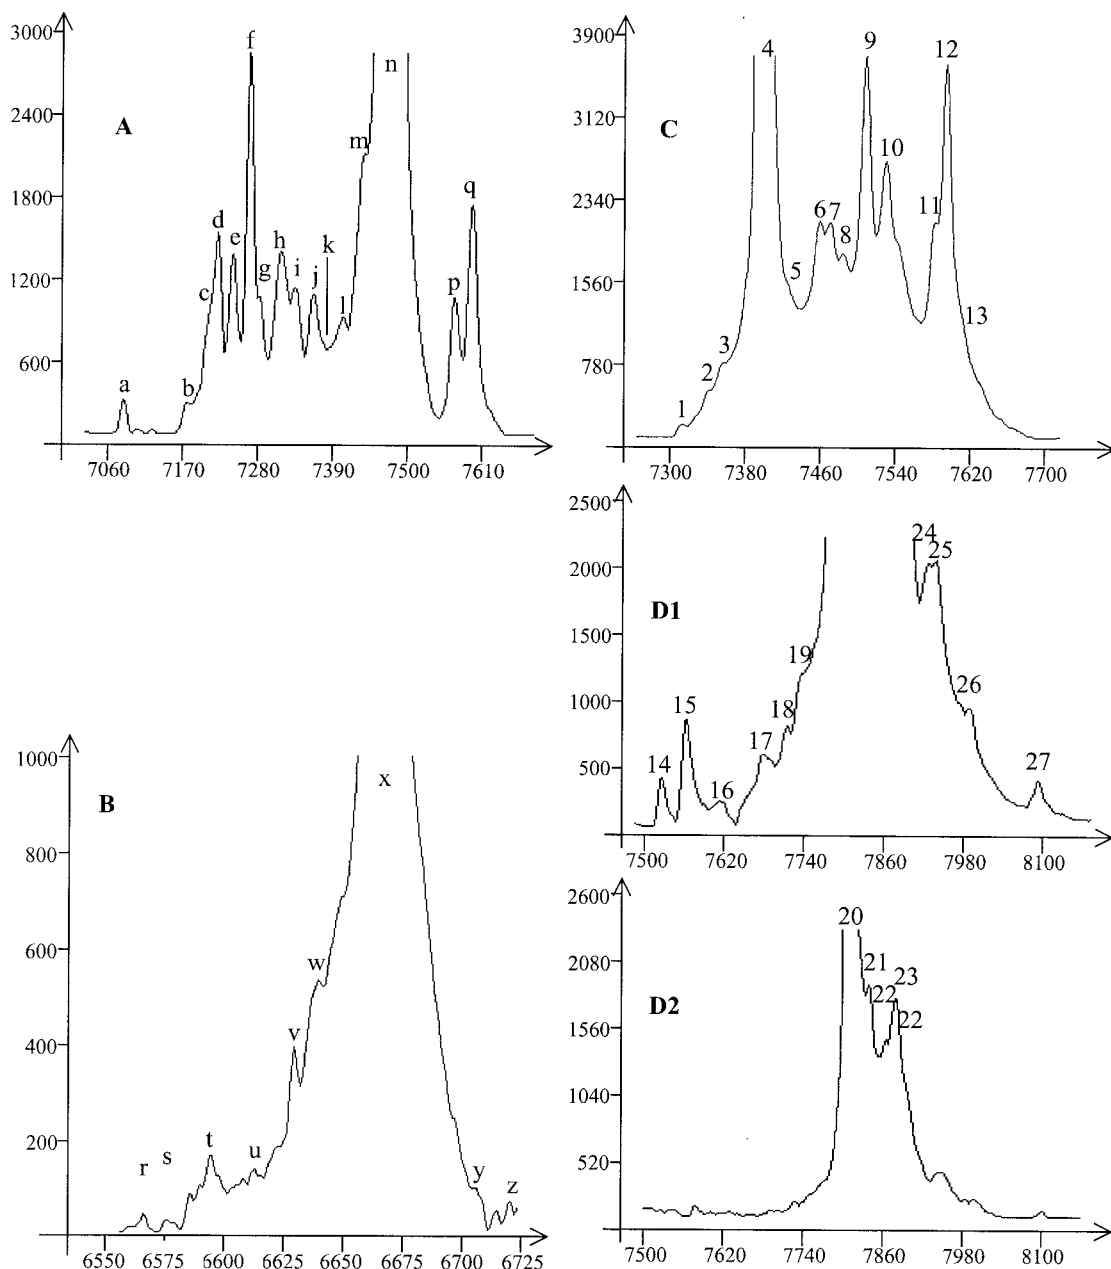 A
3000
2400
1800
1200
600
a
b
c
d
e
f
g
h
i
j
k
l
m
n
p
q
7060 7170 7280 7390 7500 7610
B
1000
800
600
400
200
r
s
t
u
v
w
x
y
z
6550 6575 6600 6625 6650 6675 6700 6725
C
3900
3120
2340
1560
780
1
2
3
4
5
6
7
8
9
10
11
12
13
7300 7380 7460 7540 7620 7700
D1
2500
2000
1500
1000
500
14
15
16
17
18
19
24
25
26
27
7500 7620 7740 7860 7980 8100
D2
2600
2080
1560
1040
520
20
21
22
23
22
7500 7620 7740 7860 7980 8100